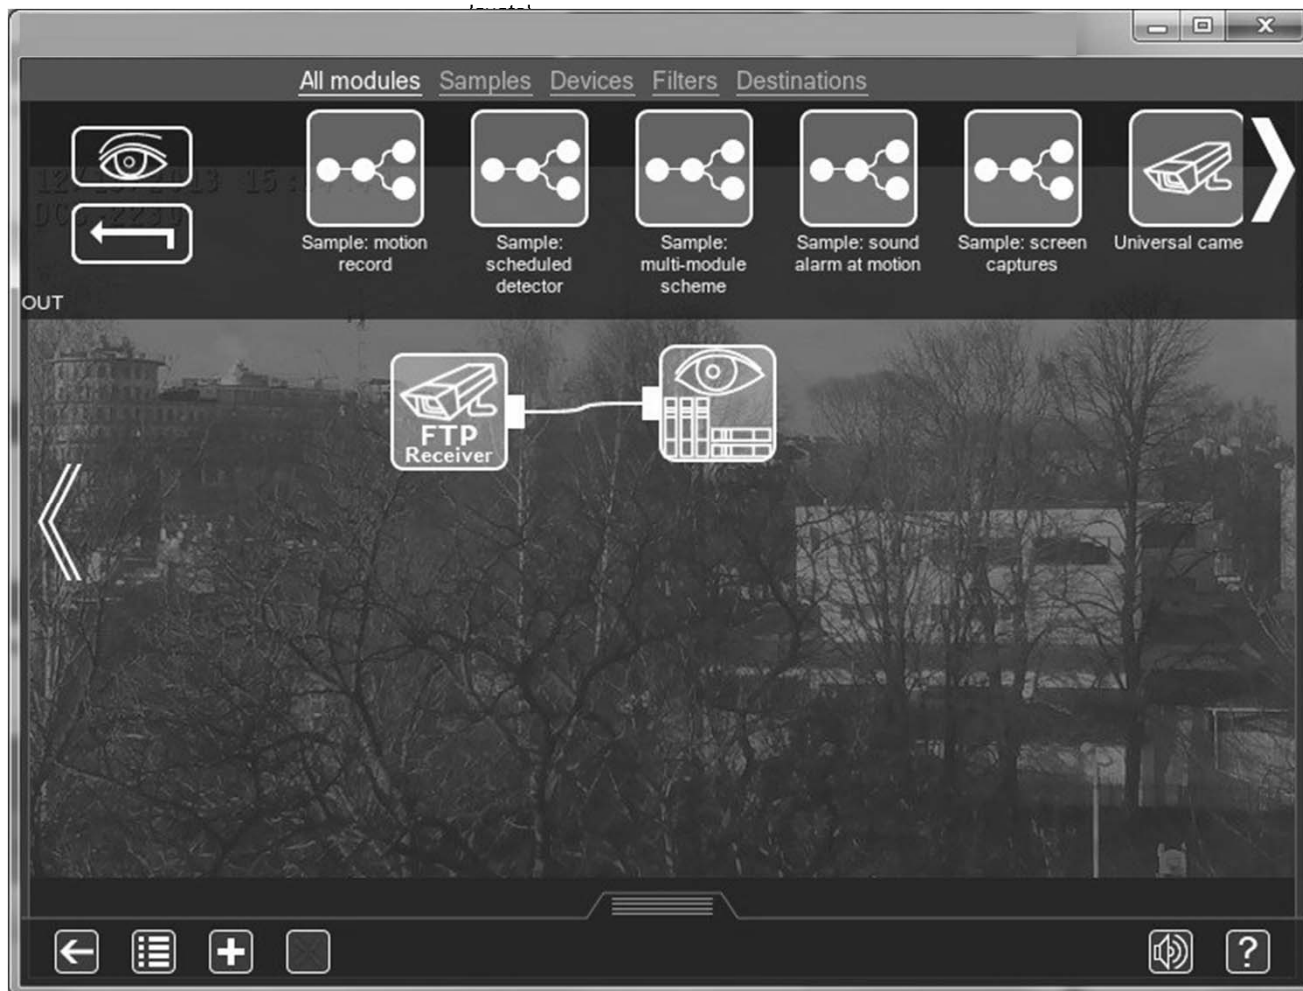 All modules Samples Devices Filters Destinations
Sample: motion
record
Sample:
scheduled
detector
Sample:
multi-module
scheme
Sample: sound
alarm at motion
Sample: screen
captures
Universal came
OUT
FTP
Receiver